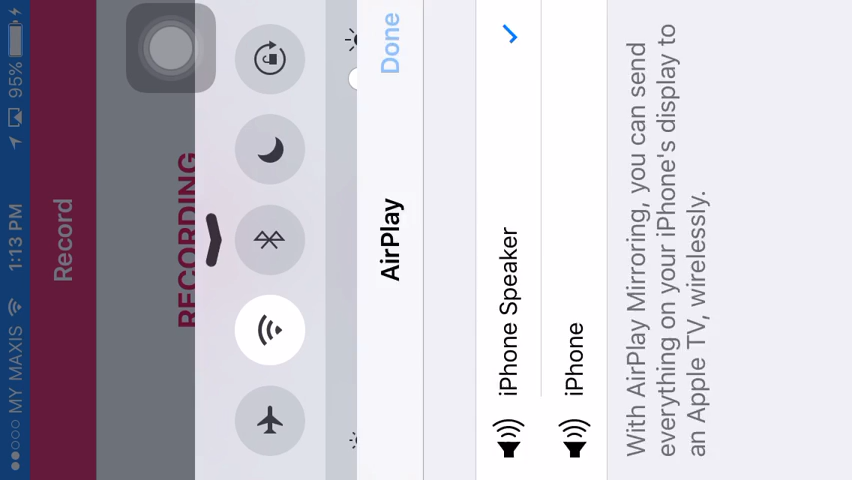 ●●○○○ MY MAXIS 1:13 PM 95%
Record
RECORDING
AirPlay
Done
iPhone Speaker
iPhone
With AirPlay Mirroring, you can send
everything on your iPhone's display to
an Apple TV, wirelessly.